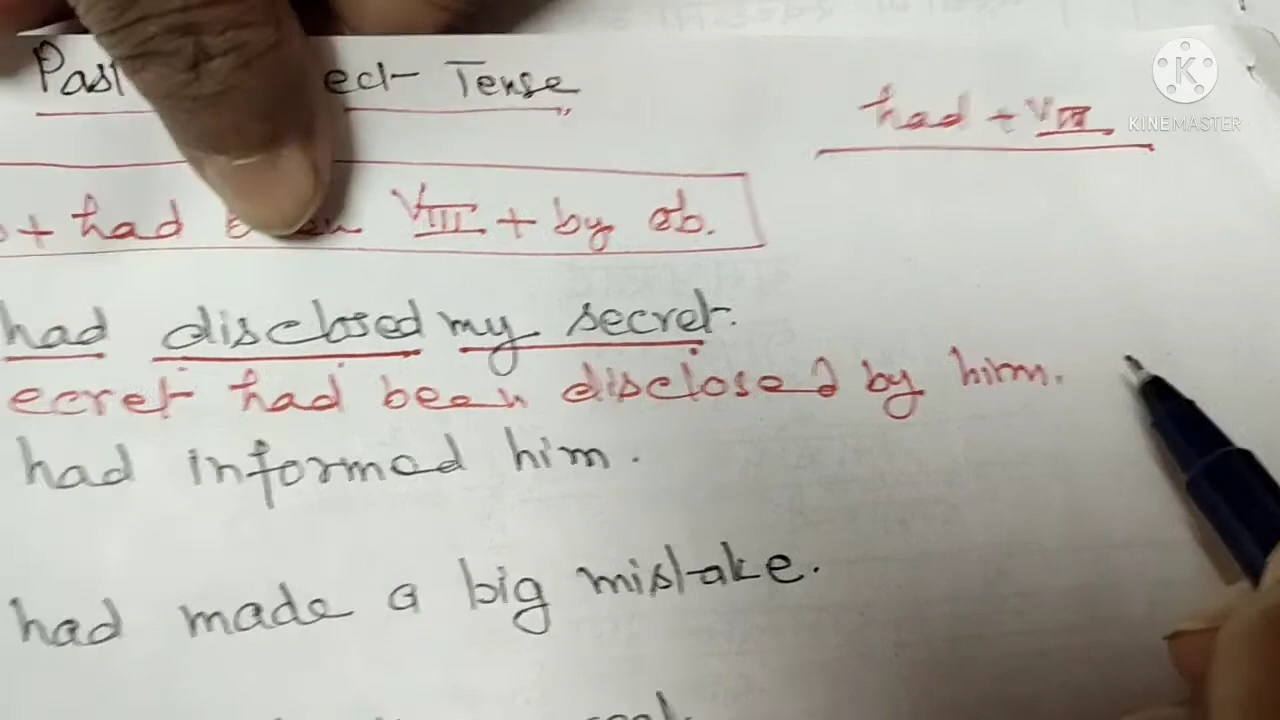 Past Tense
had + VIII
KINEMASTER
+ had VIII + by ob.
had disclosed my secret.
ecret had been disclosed by him.
had informed him.
had made a big mistake.